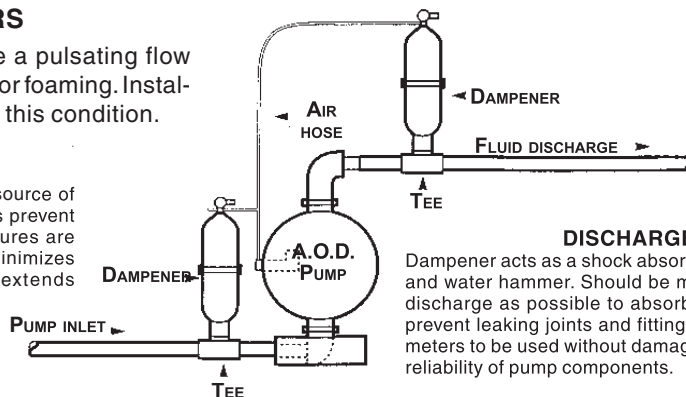 RS
e a pulsating flow
or foaming. Instal-
this condition.
source of
s prevent
ures are
inimizes
extends
AIR
HOSE
DAMPENER
FLUID DISCHARGE
TEE
A.O.D.
PUMP
DAMPENER
PUMP INLET
TEE
DISCHARGE
Dampener acts as a shock absor
and water hammer. Should be m
discharge as possible to absorb
prevent leaking joints and fitting
meters to be used without damag
reliability of pump components.